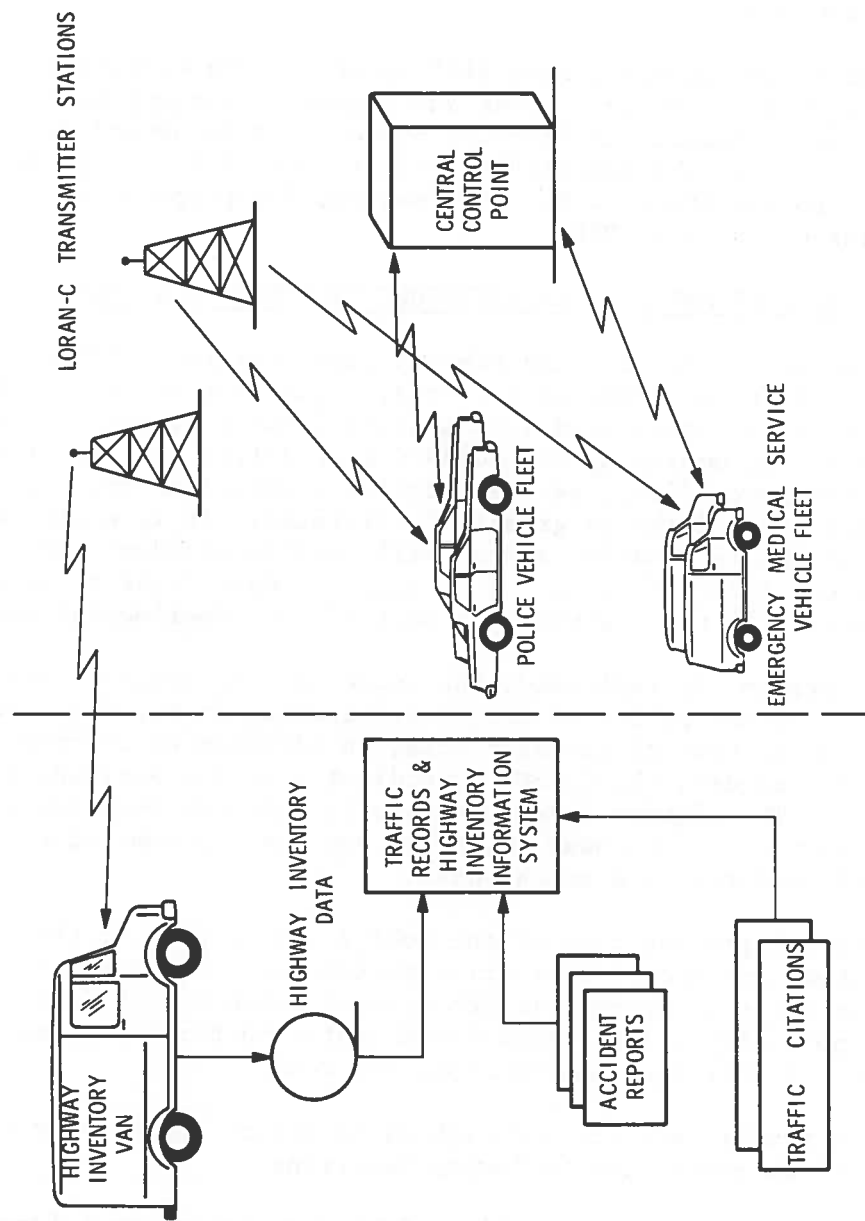 LORAN-C TRANSMITTER STATIONS
HIGHWAY
INVENTORY
VAN
HIGHWAY INVENTORY
DATA
TRAFFIC
RECORDS &
HIGHWAY
INVENTORY
INFORMATION
SYSTEM
ACCIDENT
REPORTS
TRAFFIC CITATIONS
POLICE VEHICLE FLEET
CENTRAL
CONTROL
POINT
EMERGENCY MEDICAL SERVICE
VEHICLE FLEET